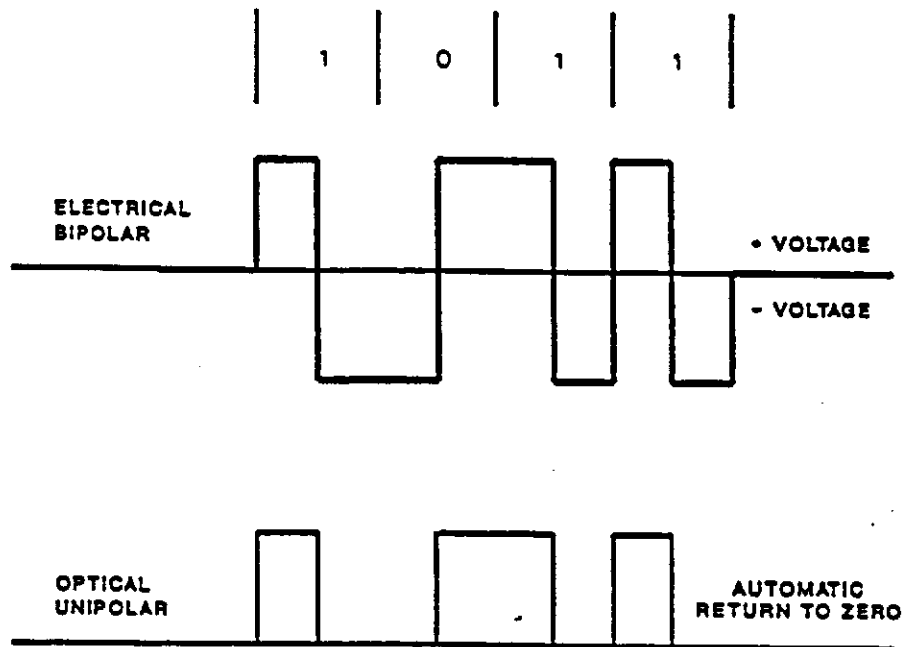 1 0 1 1
ELECTRICAL
BIPOLAR
+ VOLTAGE
- VOLTAGE
OPTICAL
UNIPOLAR
AUTOMATIC
RETURN TO ZERO